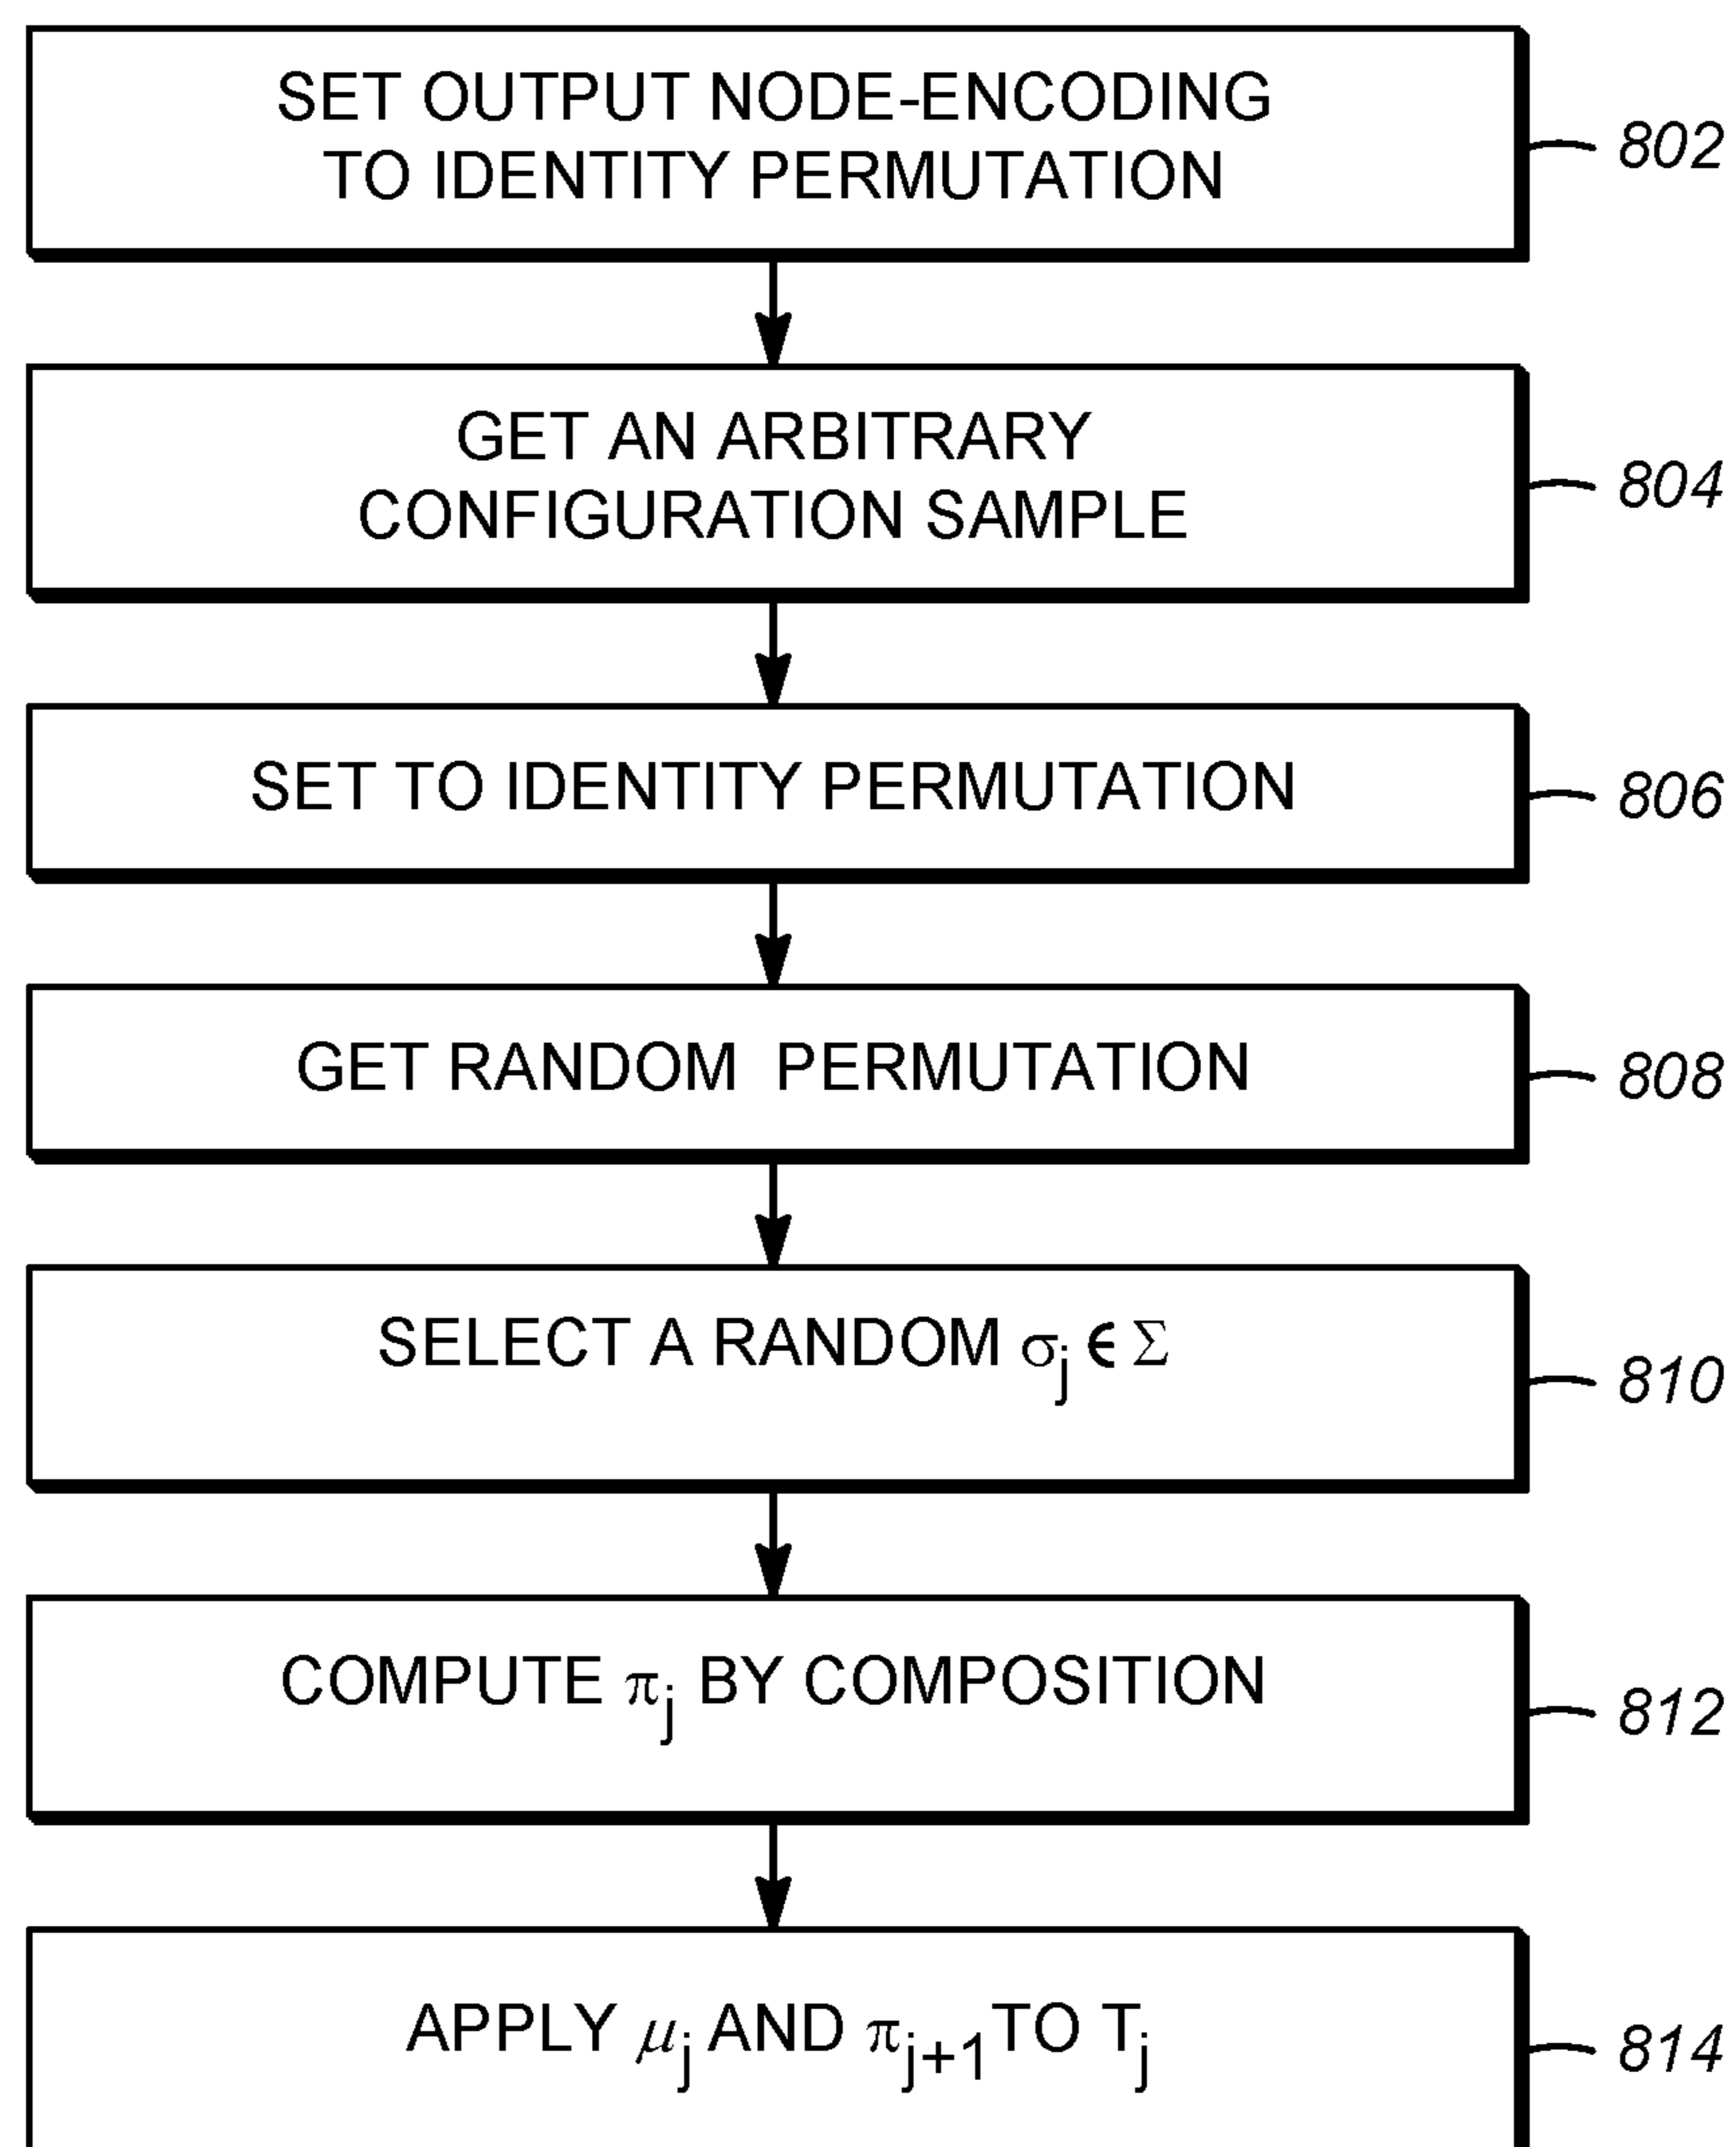 SET OUTPUT NODE-ENCODING
TO IDENTITY PERMUTATION
802
GET AN ARBITRARY
CONFIGURATION SAMPLE
804
SET TO IDENTITY PERMUTATION
806
GET RANDOM PERMUTATION
808
SELECT A RANDOM σj ϵ Σ
810
COMPUTE πj BY COMPOSITION
812
APPLY μj AND πj+1 TO Tj
814